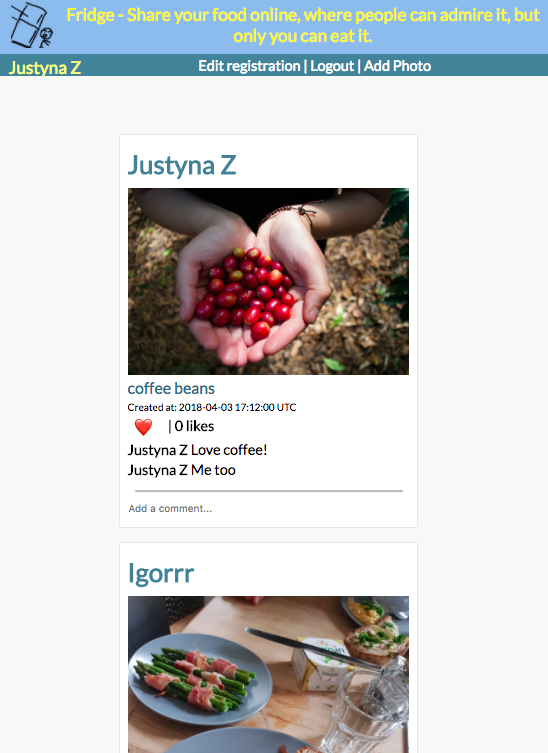 Fridge - Share your food online, where people can admire it, but
only you can eat it.
Justyna Z
Edit registration | Logout | Add Photo
Justyna Z
coffee beans
Created at: 2018-04-03 17:12:00 UTC
| 0 likes
Justyna Z Love coffee!
Justyna Z Me too
Add a comment...
Igorrr